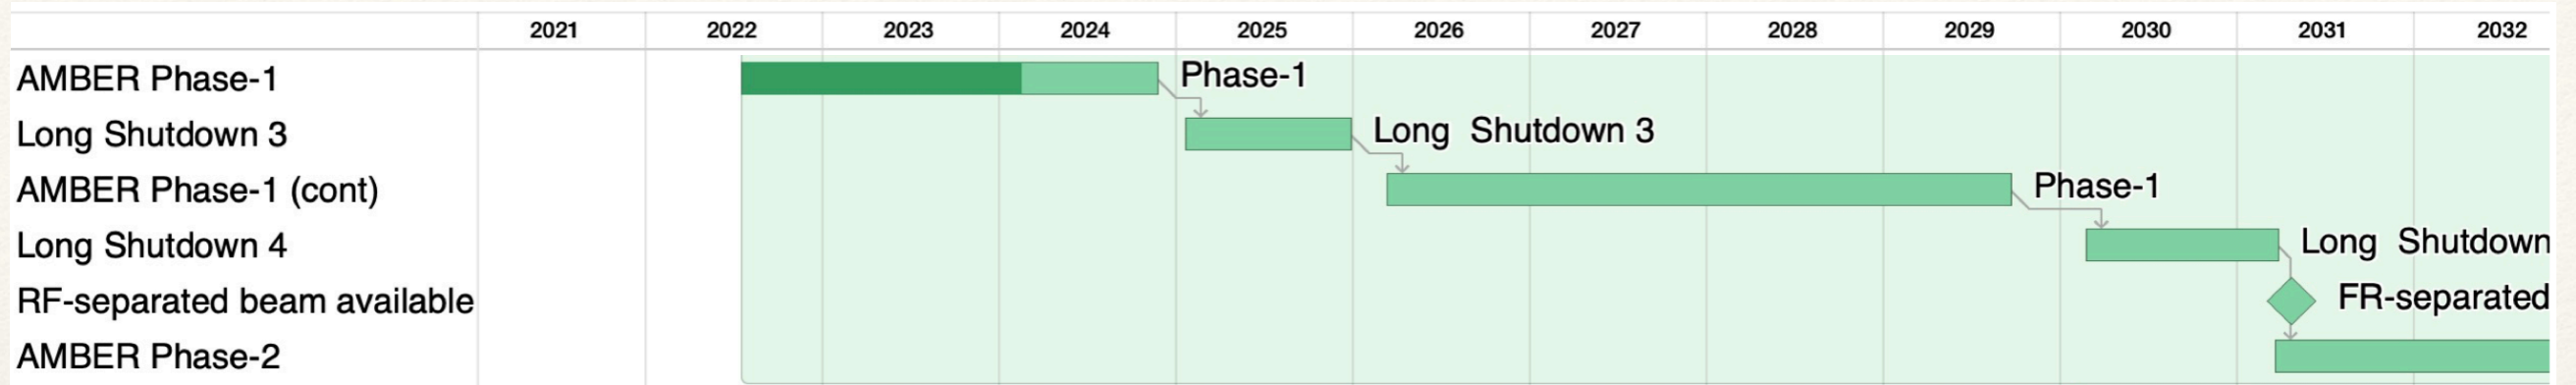 2021 2022 2023 2024 2025 2026 2027 2028 2029 2030 2031 2032
AMBER Phase-1 Phase-1
Long Shutdown 3 Long Shutdown 3
AMBER Phase-1 (cont) Phase-1
Long Shutdown 4 Long Shutdown
RF-separated beam available FR-separated
AMBER Phase-2